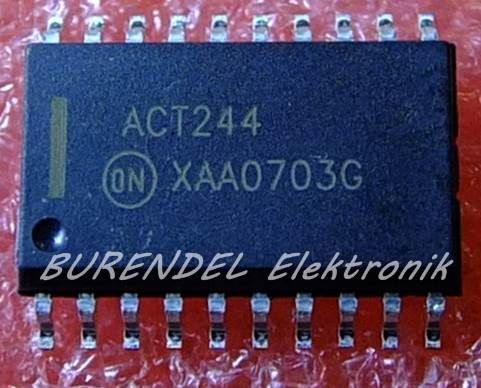 ACT244
ON XAA0703G
BURENDEL Elektronik